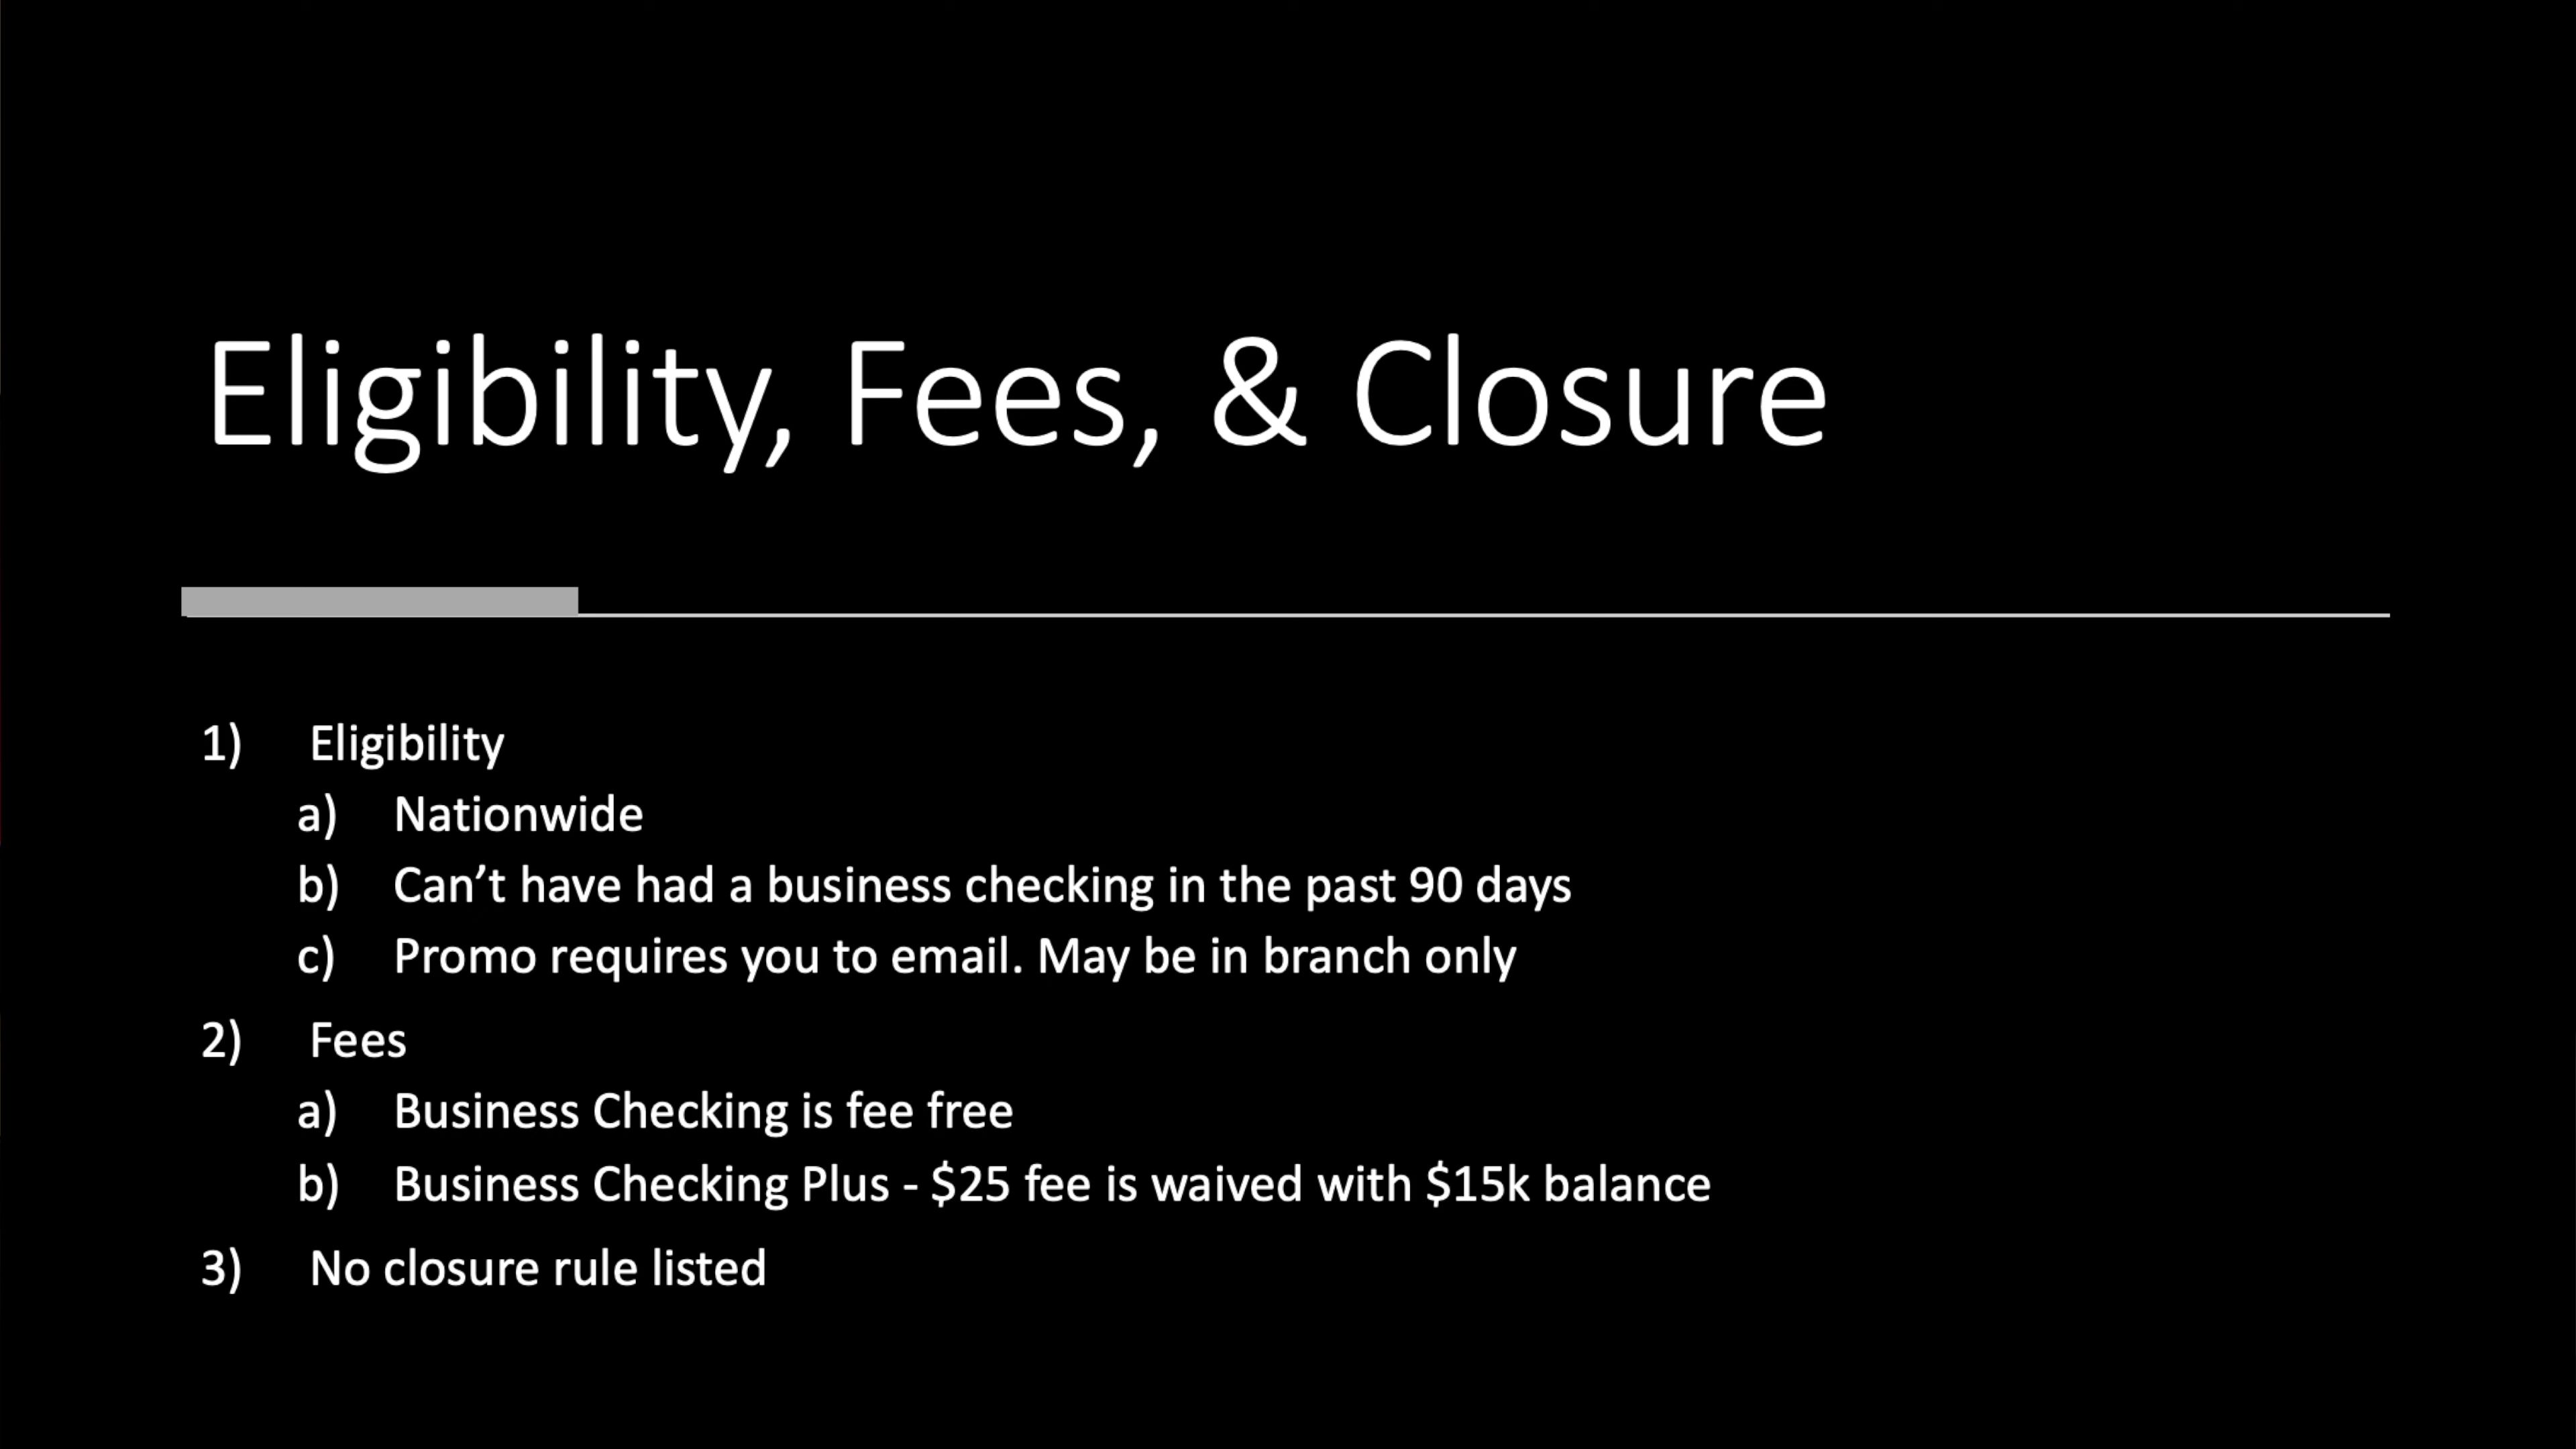 Eligibility, Fees, & Closure
1) Eligibility
a) Nationwide
b) Can’t have had a business checking in the past 90 days
c) Promo requires you to email. May be in branch only
2) Fees
a) Business Checking is fee free
b) Business Checking Plus - $25 fee is waived with $15k balance
3) No closure rule listed